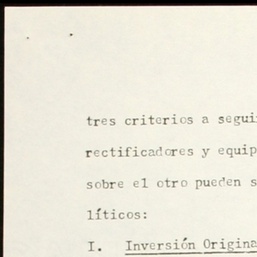 tres criterios a segui
rectificadores y equip
sobre el otro pueden s
líticos:
I. Inversión Origina